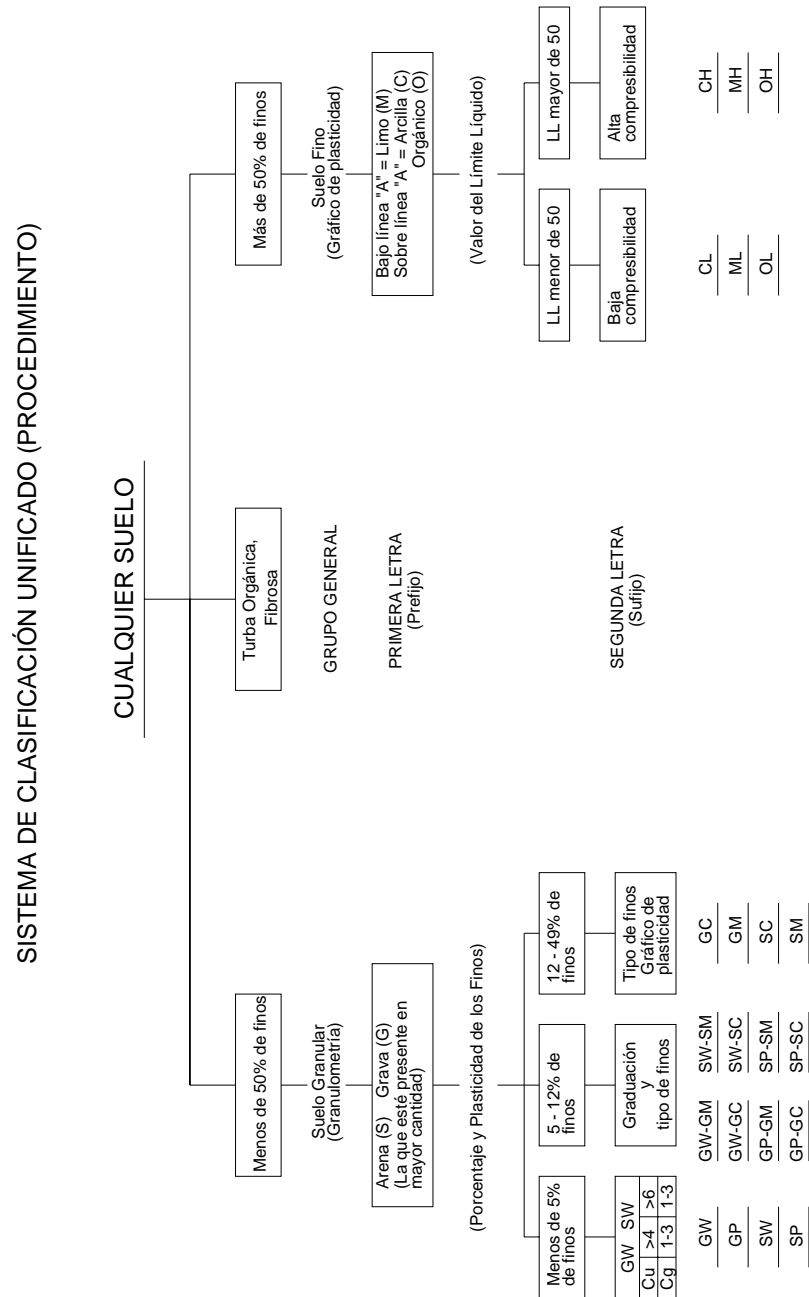 SISTEMA DE CLASIFICACIÓN UNIFICADO (PROCEDIMIENTO)
CUALQUIER SUELO
Menos de 50% de finos
Turba Orgánica,
Fibrosa
Más de 50% de finos
Suelo Granular
(Granulometría)
GRUPO GENERAL
Suelo Fino
(Gráfico de plasticidad)
Arena (S) Grava (G)
(La que esté presente en
mayor cantidad)
PRIMERA LETRA
(Prefijo)
Bajo línea "A" = Limo (M)
Sobre línea "A" = Arcilla (C)
Orgánico (O)
(Porcentaje y Plasticidad de los Finos)
(Valor del Límite Líquido)
Menos de 5%
de finos
5 - 12% de
finos
12 - 49% de
finos
LL menor de 50
LL mayor de 50
GW SW
Cu >4 >6
Cg 1-3 1-3
Graduación
y
tipo de finos
Tipo de finos
Gráfico de
plasticidad
SEGUNDA LETRA
(Sufijo)
Baja
compresibilidad
Alta
compresibilidad
GW GW-GM SW-SM GC CL CH
GP GW-GC SW-SC GM ML MH
SW GP-GM SP-SM SC OL OH
SP GP-GC SP-SC SM